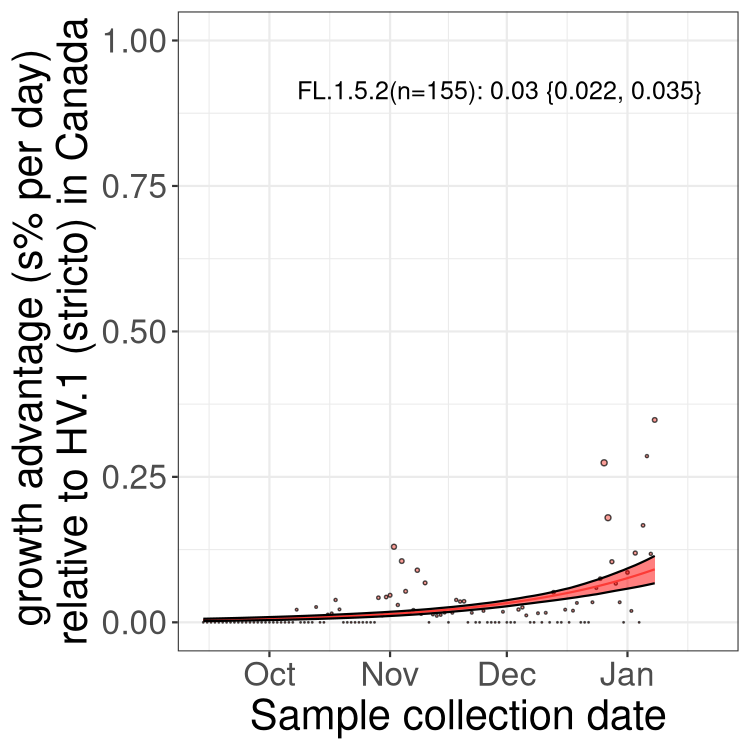 growth advantage (s% per day)
relative to HV.1 (stricto) in Canada
1.00
0.75
0.50
0.25
0.00
FL.1.5.2(n=155): 0.03 {0.022, 0.035}
Oct Nov Dec Jan
Sample collection date